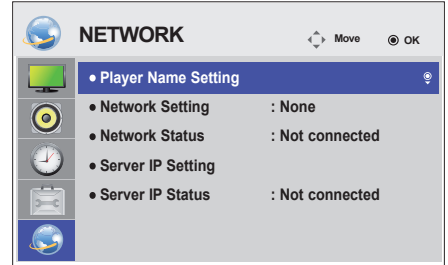 NETWORK Move OK
● Player Name Setting
● Network Setting : None
● Network Status : Not connected
● Server IP Setting
● Server IP Status : Not connected